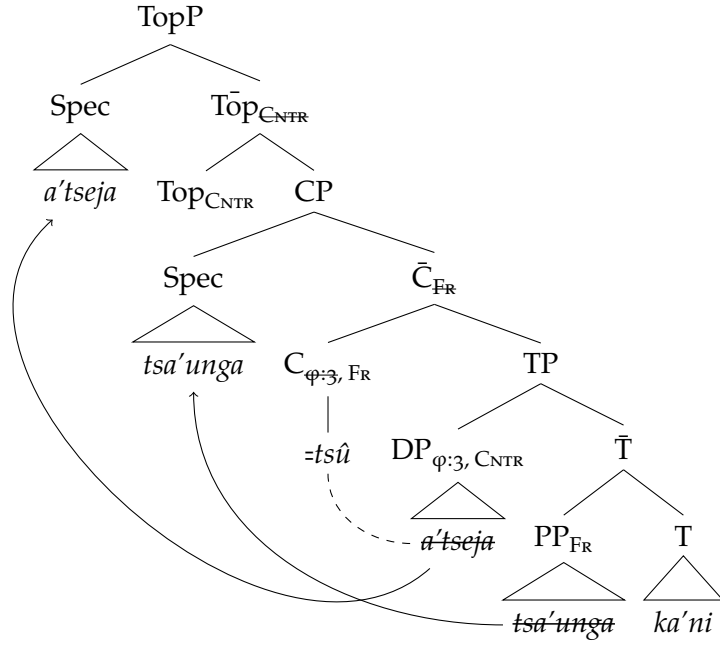 TopP
Spec T̄op_CNTR
a'tseja Top_CNTR CP
Spec C̄_FR
tsa'unga C_φ:3, FR TP
=tsû DP_φ:3, CNTR T̄
a'tseja PP_FR T
tsa'unga ka'ni